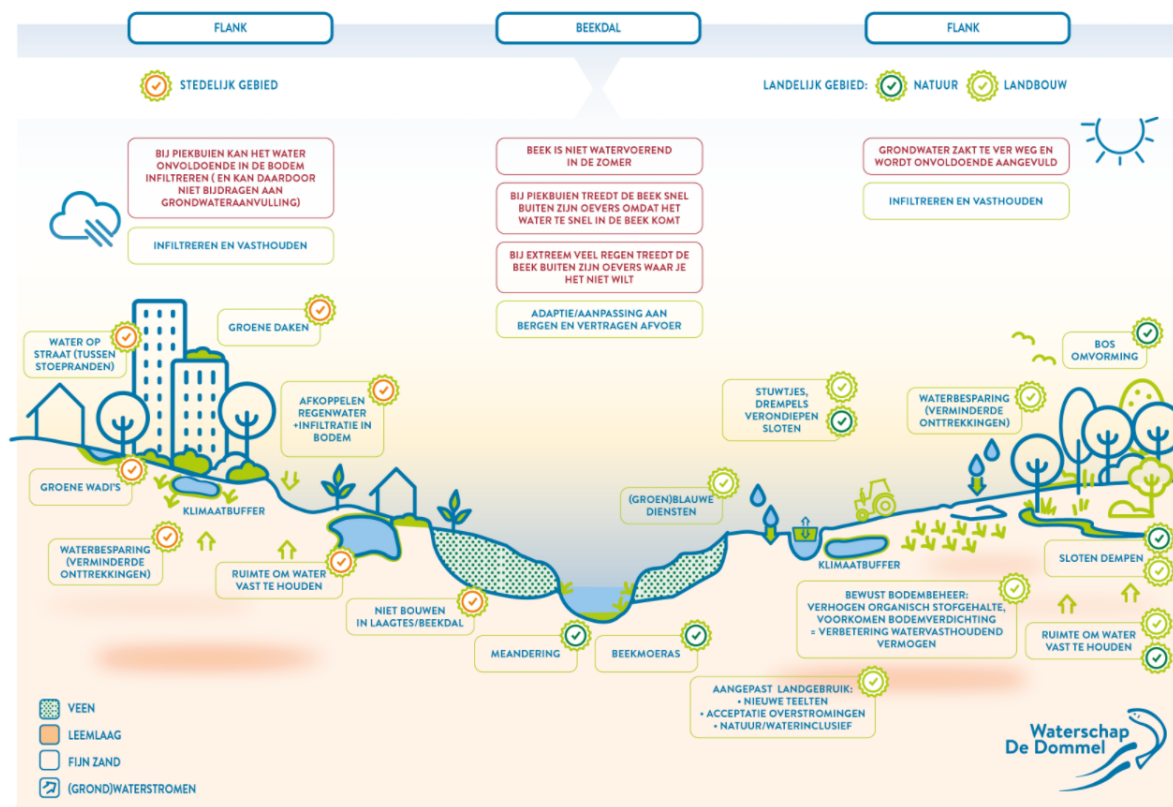 FLANK
BEEKDAL
FLANK
STEDELIJK GEBIED
LANDELIJK GEBIED:
NATUUR
LANDBOUW
BIJ PIEKBUIEN KAN HET WATER
ONVOLDOENDE IN DE BODEM
INFILTREREN ( EN KAN DAARDOOR
NIET BIJDRAGEN AAN
GRONDWATERAANVULLING)
INFILTREREN EN VASTHOUDEN
BEEK IS NIET WATERVOEREND
IN DE ZOMER
BIJ PIEKBUIEN TREEDT DE BEEK SNEL
BUITEN ZIJN OEVERS OMDAT HET
WATER TE SNEL IN DE BEEK KOMT
BIJ EXTREEM VEEL REGEN TREEDT DE
BEEK BUITEN ZIJN OEVERS WAAR JE
HET NIET WILT
ADAPTIE/AANPASSING AAN
BERGEN EN VERTRAGEN AFVOER
GRONDWATER ZAKT TE VER WEG EN
WORDT ONVOLDOENDE AANGEVULD
INFILTREREN EN VASTHOUDEN
WATER OP
STRAAT (TUSSEN
STOEPRANDEN)
GROENE DAKEN
AFKOPPELEN
REGENWATER
+INFILTRATIE IN
BODEM
GROENE WADI'S
KLIMAATBUFFER
WATERBESPARING
(VERMINDERDE
ONTTREKKINGEN)
RUIMTE OM WATER
VAST TE HOUDEN
NIET BOUWEN
IN LAAGTES/BEEKDAL
MEANDERING
BEEKMOERAS
STUWTJES,
DREMPELS
VERONDIEPEN
SLOTEN
(GROEN)BLAUWE
DIENSTEN
WATERBESPARING
(VERMINDERDE
ONTTREKKINGEN)
BOS
OMVORMING
KLIMAATBUFFER
SLOTEN DEMPEN
BEWUST BODEMBEHEER:
VERHOGEN ORGANISCH STOFGEHALTE,
VOORKOMEN BODEMVERDICHTING
= VERBETERING WATERVASTHOUDEND
VERMOGEN
RUIMTE OM WATER
VAST TE HOUDEN
AANGEPAST LANDGEBRUIK:
• NIEUWE TEELTEN
• ACCEPTATIE OVERSTROMINGEN
• NATUUR/WATERINCLUSIEF
VEEN
LEEMLAAG
FIJN ZAND
(GROND)WATERSTROMEN
Waterschap
De Dommel